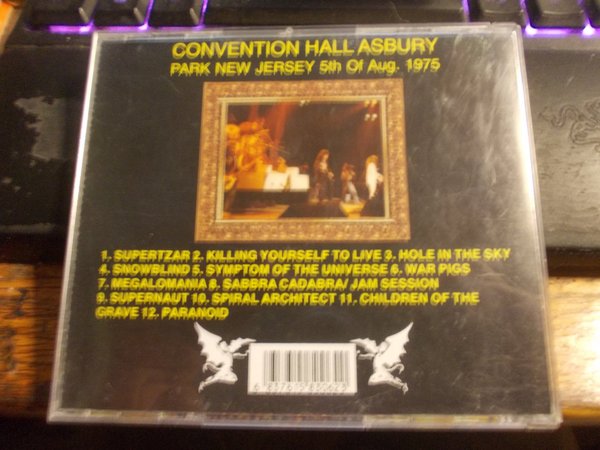 CONVENTION HALL ASBURY
PARK NEW JERSEY 5th Of Aug. 1975
1. SUPERTZAR 2. KILLING YOURSELF TO LIVE 3. HOLE IN THE SKY
4. SNOWBLIND 5. SYMPTOM OF THE UNIVERSE 6. WAR PIGS
7. MEGALOMANIA 8. SABBRA CADABRA/ JAM SESSION
9. SUPERNAUT 10. SPIRAL ARCHITECT 11. CHILDREN OF THE
GRAVE 12. PARANOID